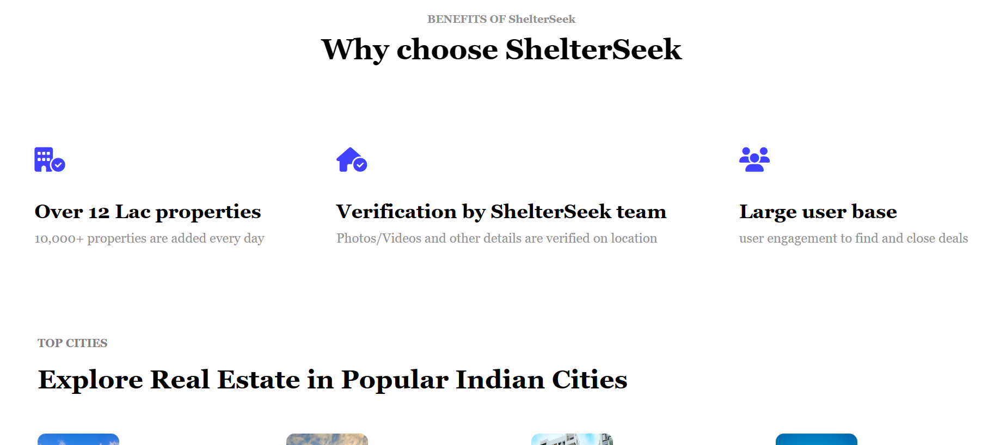 BENEFITS OF ShelterSeek
Why choose ShelterSeek
Over 12 Lac properties
10,000+ properties are added every day
Verification by ShelterSeek team
Photos/Videos and other details are verified on location
Large user base
user engagement to find and close deals
TOP CITIES
Explore Real Estate in Popular Indian Cities